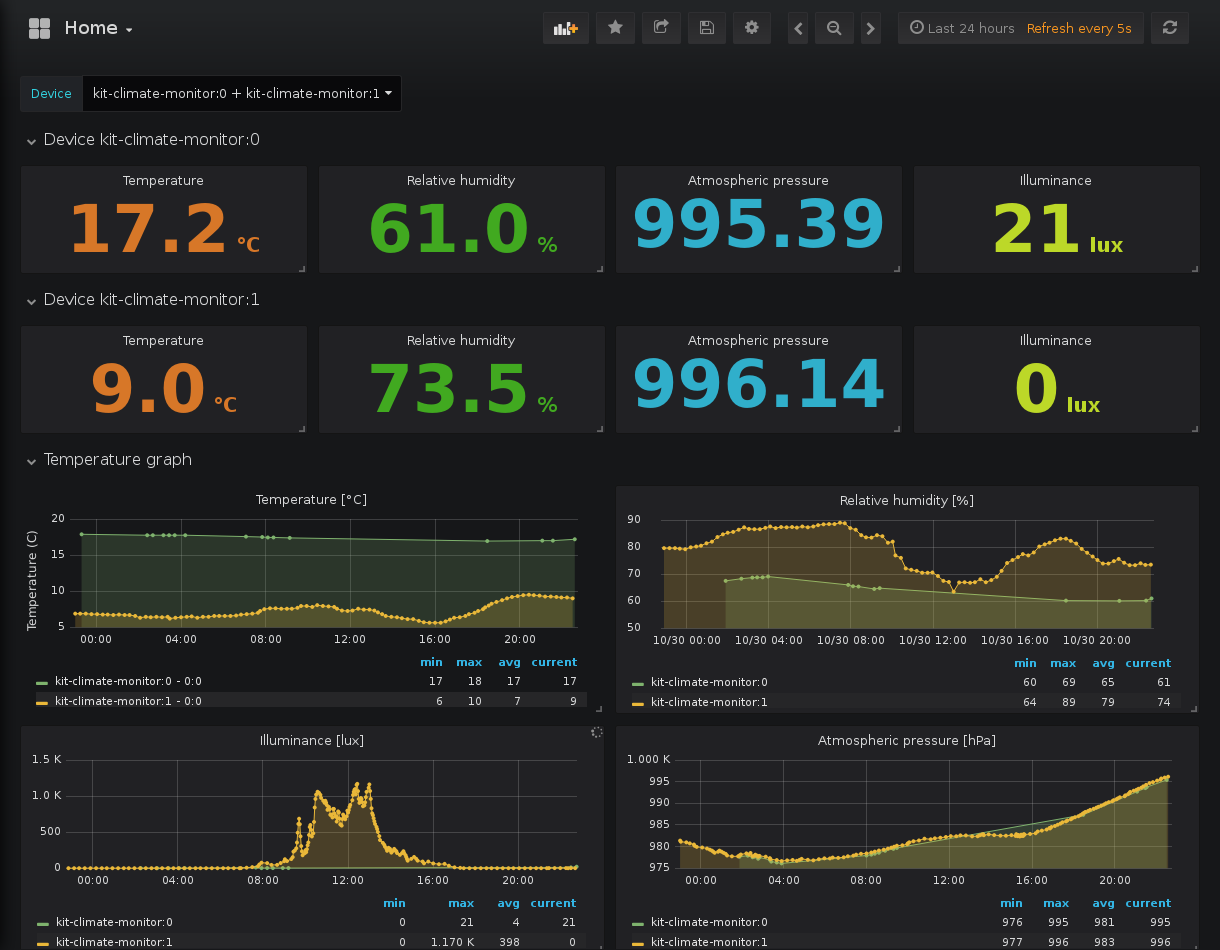 Home
Last 24 hours Refresh every 5s
Device kit-climate-monitor:0 + kit-climate-monitor:1
Device kit-climate-monitor:0
Temperature Relative humidity Atmospheric pressure Illuminance
17.2 °C 61.0 % 995.39 21 lux
Device kit-climate-monitor:1
Temperature Relative humidity Atmospheric pressure Illuminance
9.0 °C 73.5 % 996.14 0 lux
Temperature graph
Temperature [°C]
Temperature (C)
20
15
10
5
00:00 04:00 08:00 12:00 16:00 20:00
min max avg current
kit-climate-monitor:0 - 0:0 17 18 17 17
kit-climate-monitor:1 - 0:0 6 10 7 9
Relative humidity [%]
90
80
70
60
50
10/30 00:00 10/30 04:00 10/30 08:00 10/30 12:00 10/30 16:00 10/30 20:00
min max avg current
kit-climate-monitor:0 60 69 65 61
kit-climate-monitor:1 64 89 79 74
Illuminance [lux]
1.5 K
1.0 K
500
0
00:00 04:00 08:00 12:00 16:00 20:00
min max avg current
kit-climate-monitor:0 0 21 4 21
kit-climate-monitor:1 0 1.170 K 398 0
Atmospheric pressure [hPa]
1.000 K
995
990
985
980
975
00:00 04:00 08:00 12:00 16:00 20:00
min max avg current
kit-climate-monitor:0 976 995 981 995
kit-climate-monitor:1 977 996 983 996